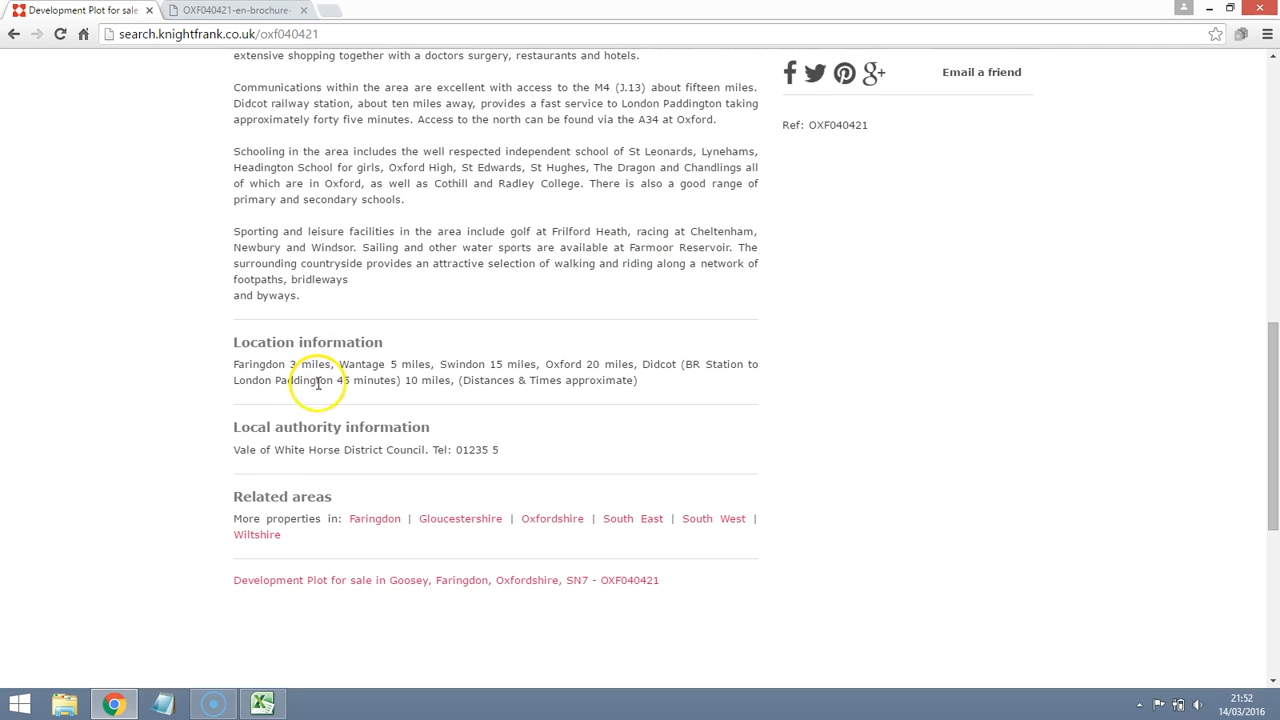 Development Plot for sale
OXF040421-en-brochure-
search.knightfrank.co.uk/oxf040421
extensive shopping together with a doctors surgery, restaurants and hotels.
Communications within the area are excellent with access to the M4 (J.13) about fifteen miles.
Didcot railway station, about ten miles away, provides a fast service to London Paddington taking
approximately forty five minutes. Access to the north can be found via the A34 at Oxford.
Schooling in the area includes the well respected independent school of St Leonards, Lynehams,
Headington School for girls, Oxford High, St Edwards, St Hughes, The Dragon and Chandlings all
of which are in Oxford, as well as Cothill and Radley College. There is also a good range of
primary and secondary schools.
Sporting and leisure facilities in the area include golf at Frilford Heath, racing at Cheltenham,
Newbury and Windsor. Sailing and other water sports are available at Farmoor Reservoir. The
surrounding countryside provides an attractive selection of walking and riding along a network of
footpaths, bridleways
and byways.
Location information
Faringdon 3 miles, Wantage 5 miles, Swindon 15 miles, Oxford 20 miles, Didcot (BR Station to
London Paddington 45 minutes) 10 miles, (Distances & Times approximate)
Local authority information
Vale of White Horse District Council. Tel: 01235 5
Related areas
More properties in: Faringdon | Gloucestershire | Oxfordshire | South East | South West |
Wiltshire
Development Plot for sale in Goosey, Faringdon, Oxfordshire, SN7 - OXF040421
Email a friend
Ref: OXF040421
21:52
14/03/2016